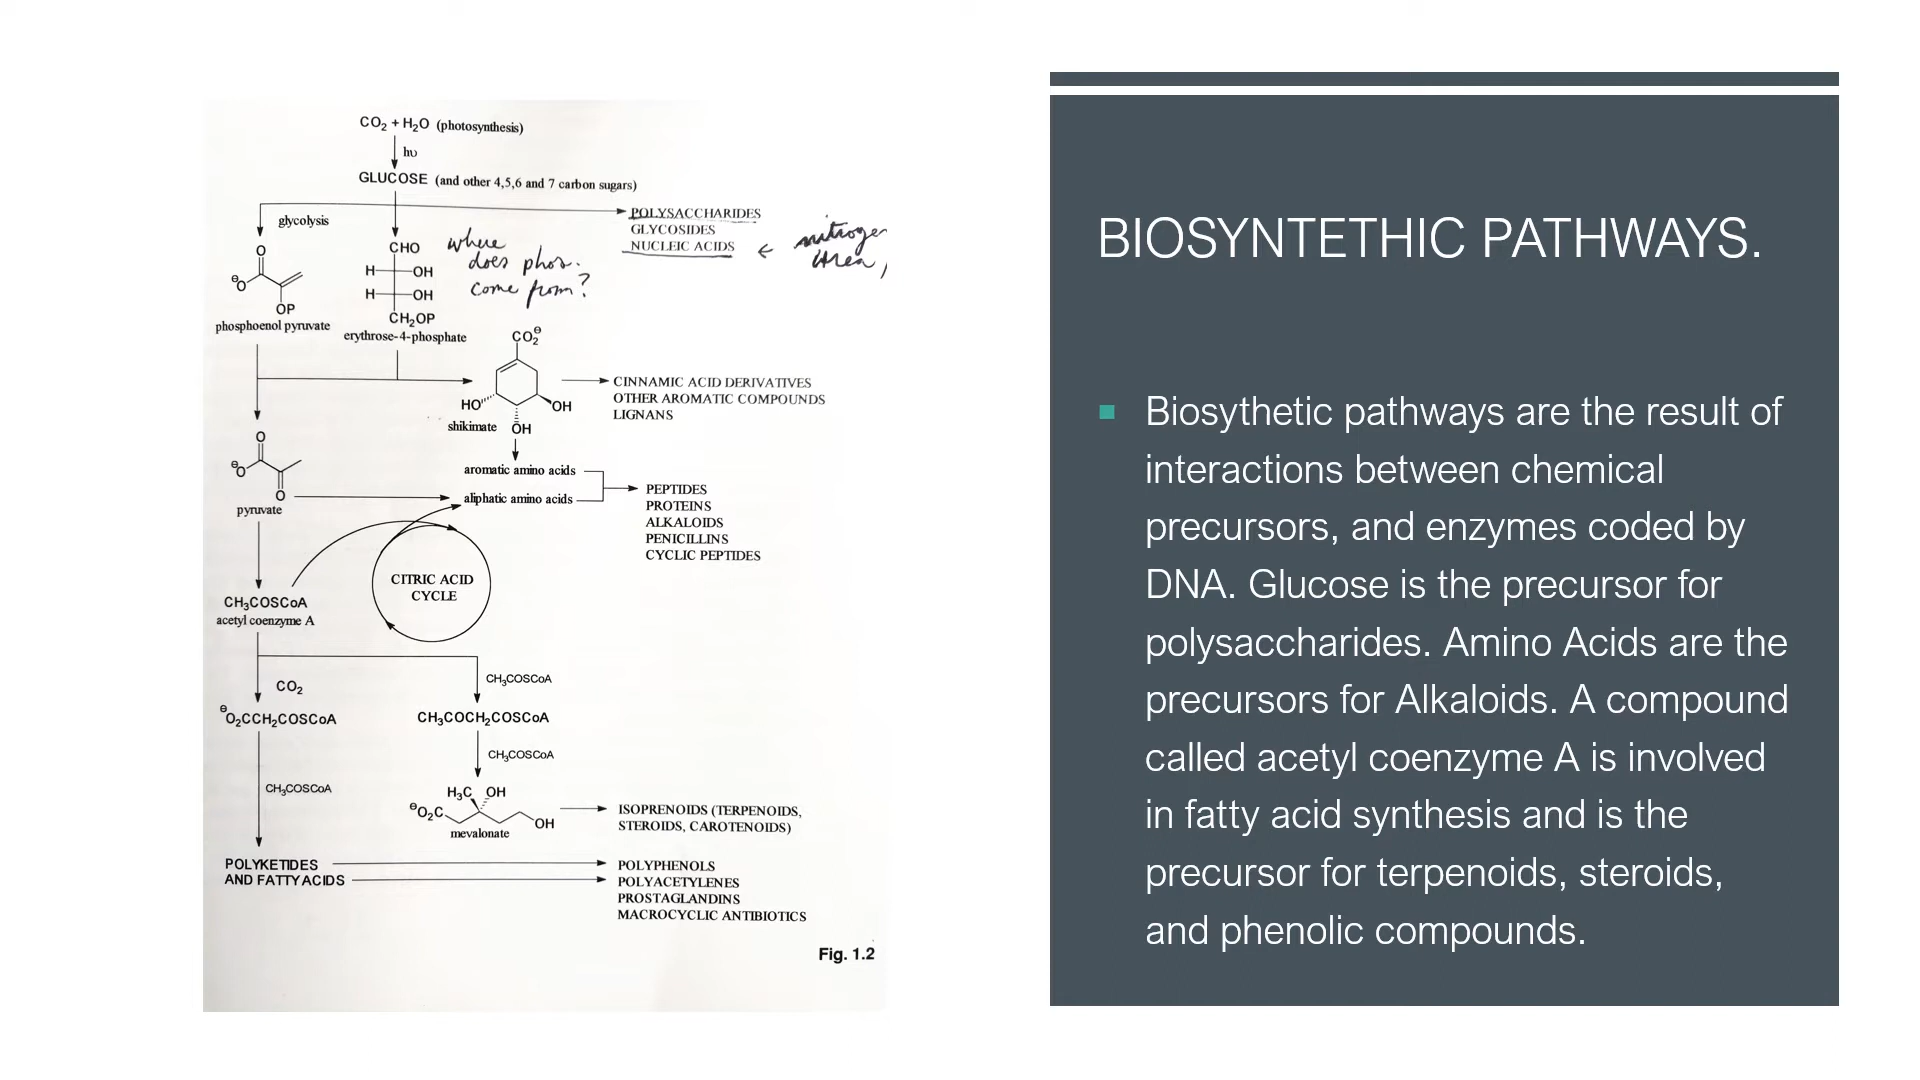 CO₂ + H₂O (photosynthesis)
hυ
GLUCOSE (and other 4,5,6 and 7 carbon sugars)
glycolysis
POLYSACCHARIDES
GLYCOSIDES
NUCLEIC ACIDS
← nitrogen
urea,
where
does phos.
come from?
O
⊖O
OP
phosphoenol pyruvate
CHO
H OH
H OH
CH₂OP
erythrose-4-phosphate
CO₂⊖
HO OH
OH
shikimate
CINNAMIC ACID DERIVATIVES
OTHER AROMATIC COMPOUNDS
LIGNANS
O
⊖O
O
pyruvate
aromatic amino acids
aliphatic amino acids
PEPTIDES
PROTEINS
ALKALOIDS
PENICILLINS
CYCLIC PEPTIDES
CITRIC ACID
CYCLE
CH₃COSCoA
acetyl coenzyme A
CO₂
CH₃COSCoA
⊖O₂CCH₂COSCoA
CH₃COCH₂COSCoA
CH₃COSCoA
CH₃COSCoA
H₃C OH
⊖O₂C
OH
mevalonate
ISOPRENOIDS (TERPENOIDS,
STEROIDS, CAROTENOIDS)
POLYKETIDES
AND FATTY ACIDS
POLYPHENOLS
POLYACETYLENES
PROSTAGLANDINS
MACROCYCLIC ANTIBIOTICS
Fig. 1.2
BIOSYNTETHIC PATHWAYS.
Biosythetic pathways are the result of
interactions between chemical
precursors, and enzymes coded by
DNA. Glucose is the precursor for
polysaccharides. Amino Acids are the
precursors for Alkaloids. A compound
called acetyl coenzyme A is involved
in fatty acid synthesis and is the
precursor for terpenoids, steroids,
and phenolic compounds.